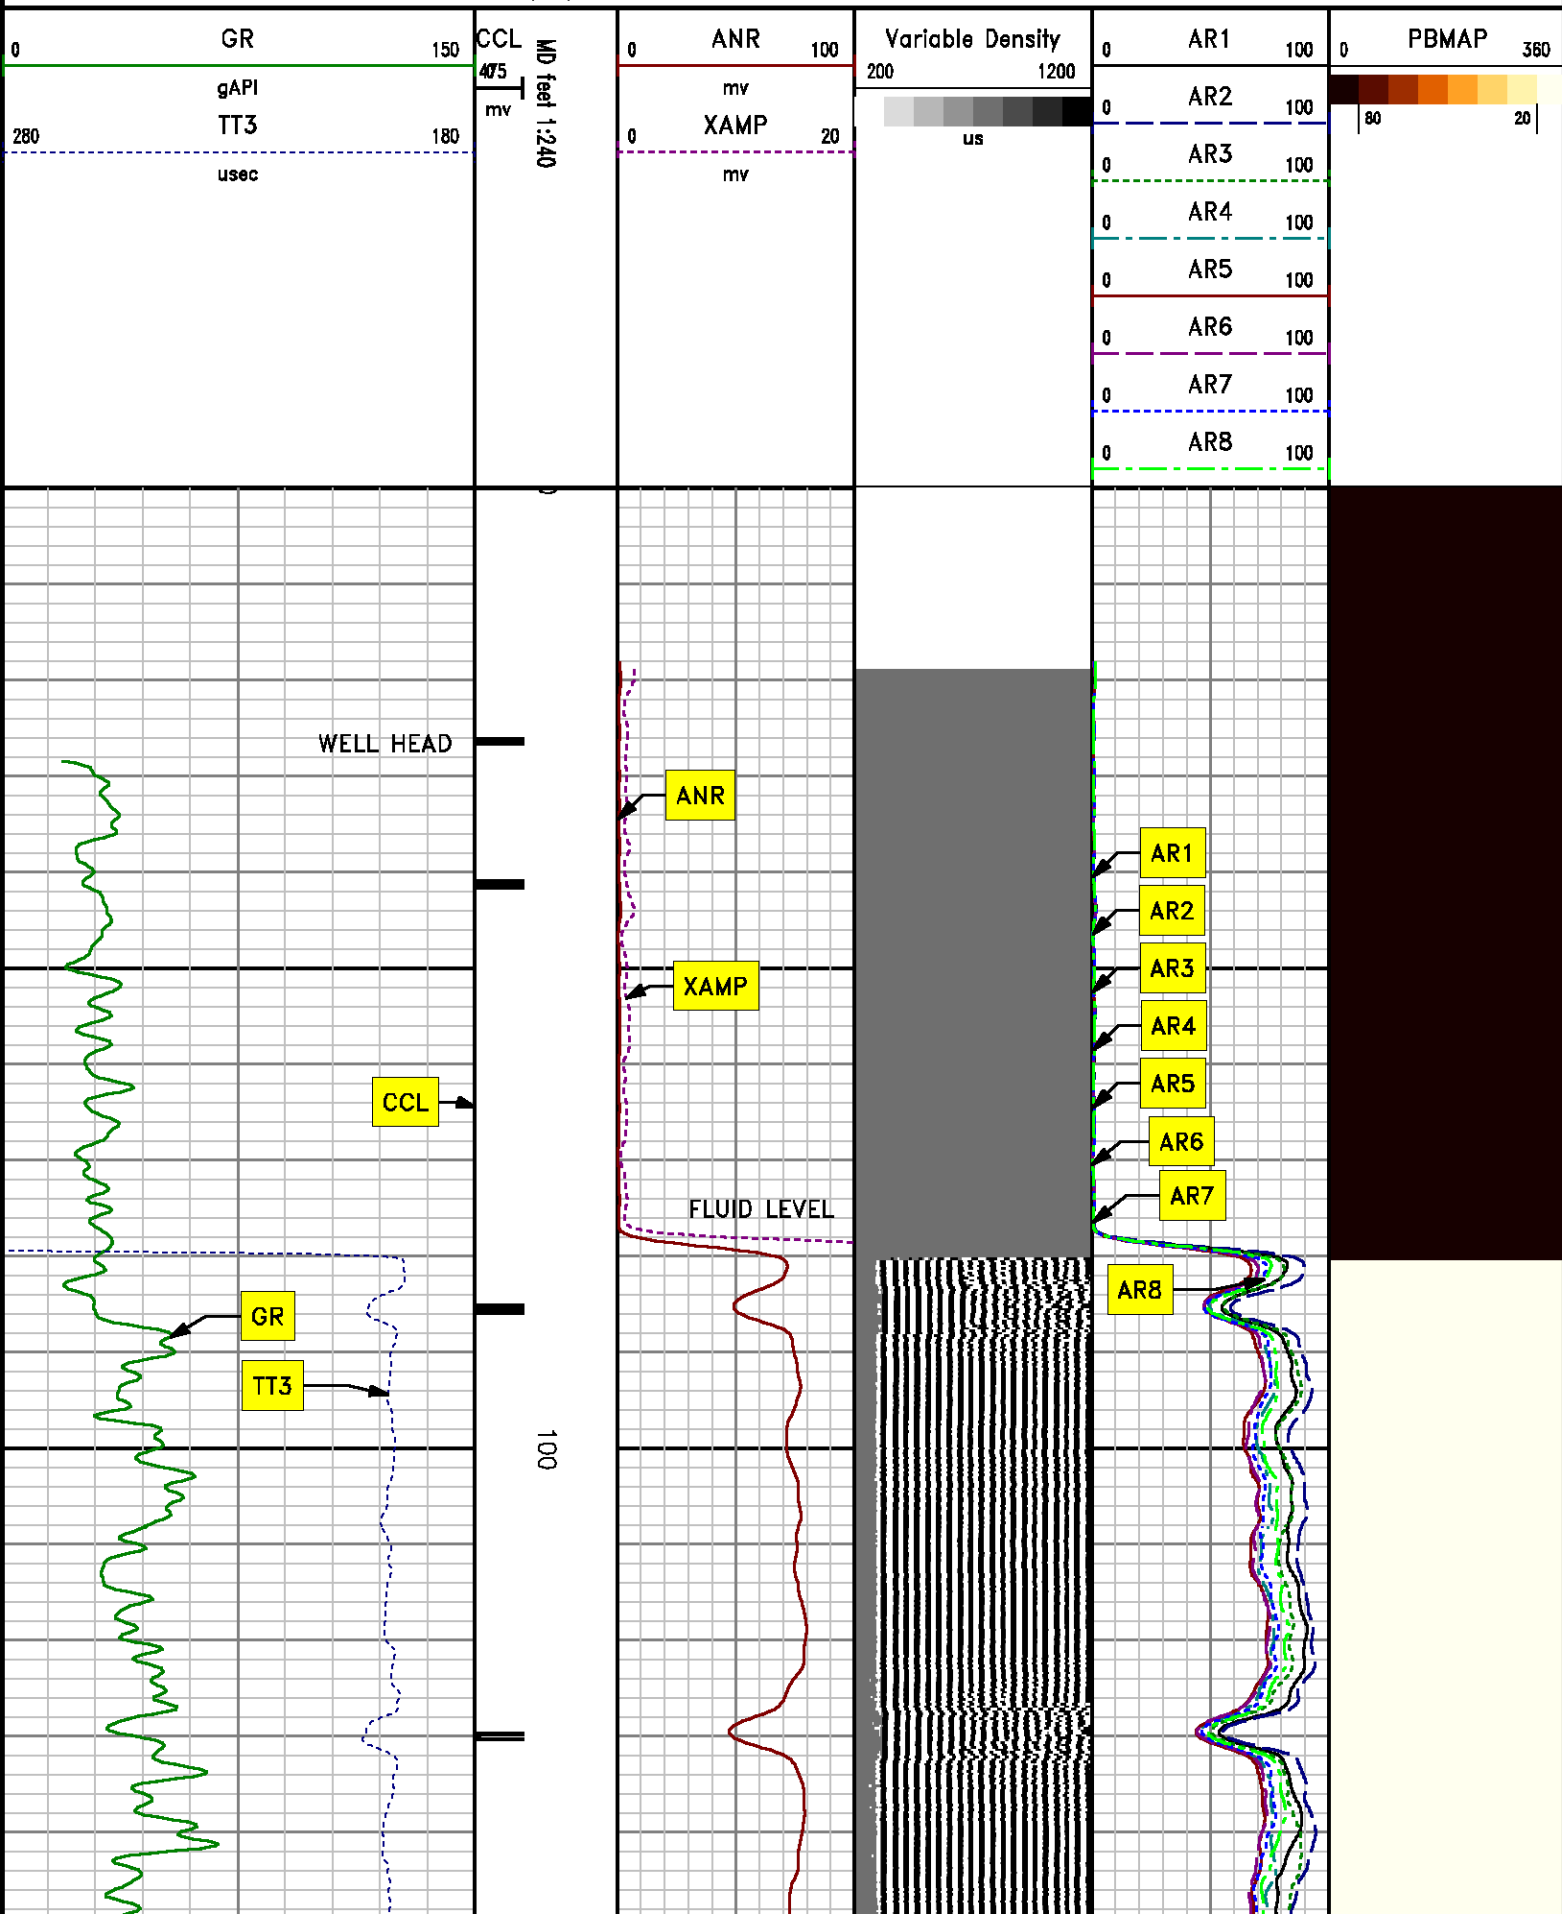 GR
0 150
gAPI
TT3
280 180
usec
CCL
mv
MD feet 1:240
ANR
0 100
mv
XAMP
0 20
mv
Variable Density
200 1200
us
AR1
0 100
AR2
0 100
AR3
0 100
AR4
0 100
AR5
0 100
AR6
0 100
AR7
0 100
AR8
0 100
PBMAP
0 360
80 20
WELL HEAD
ANR
AR1
AR2
AR3
XAMP
AR4
AR5
CCL
AR6
AR7
FLUID LEVEL
AR8
GR
TT3
100